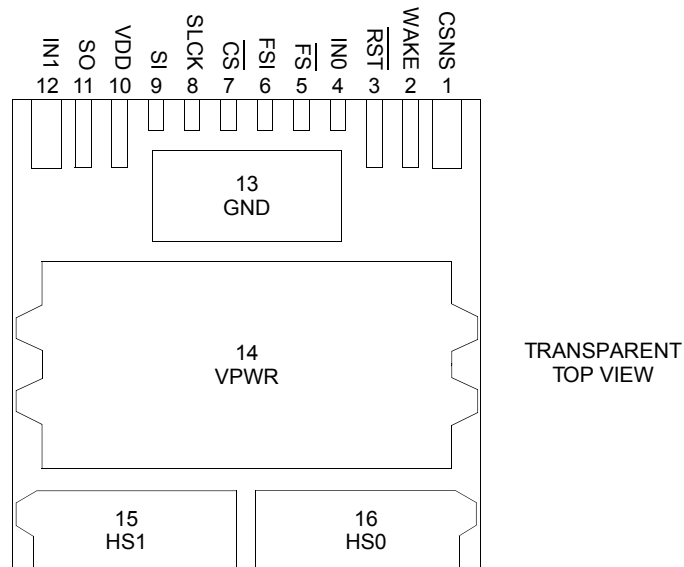 IN1 SO VDD SI SLCK CS FSI FS IN0 RST WAKE CSNS
12 11 10 9 8 7 6 5 4 3 2 1
13
GND
14
VPWR
TRANSPARENT
TOP VIEW
15
HS1
16
HS0